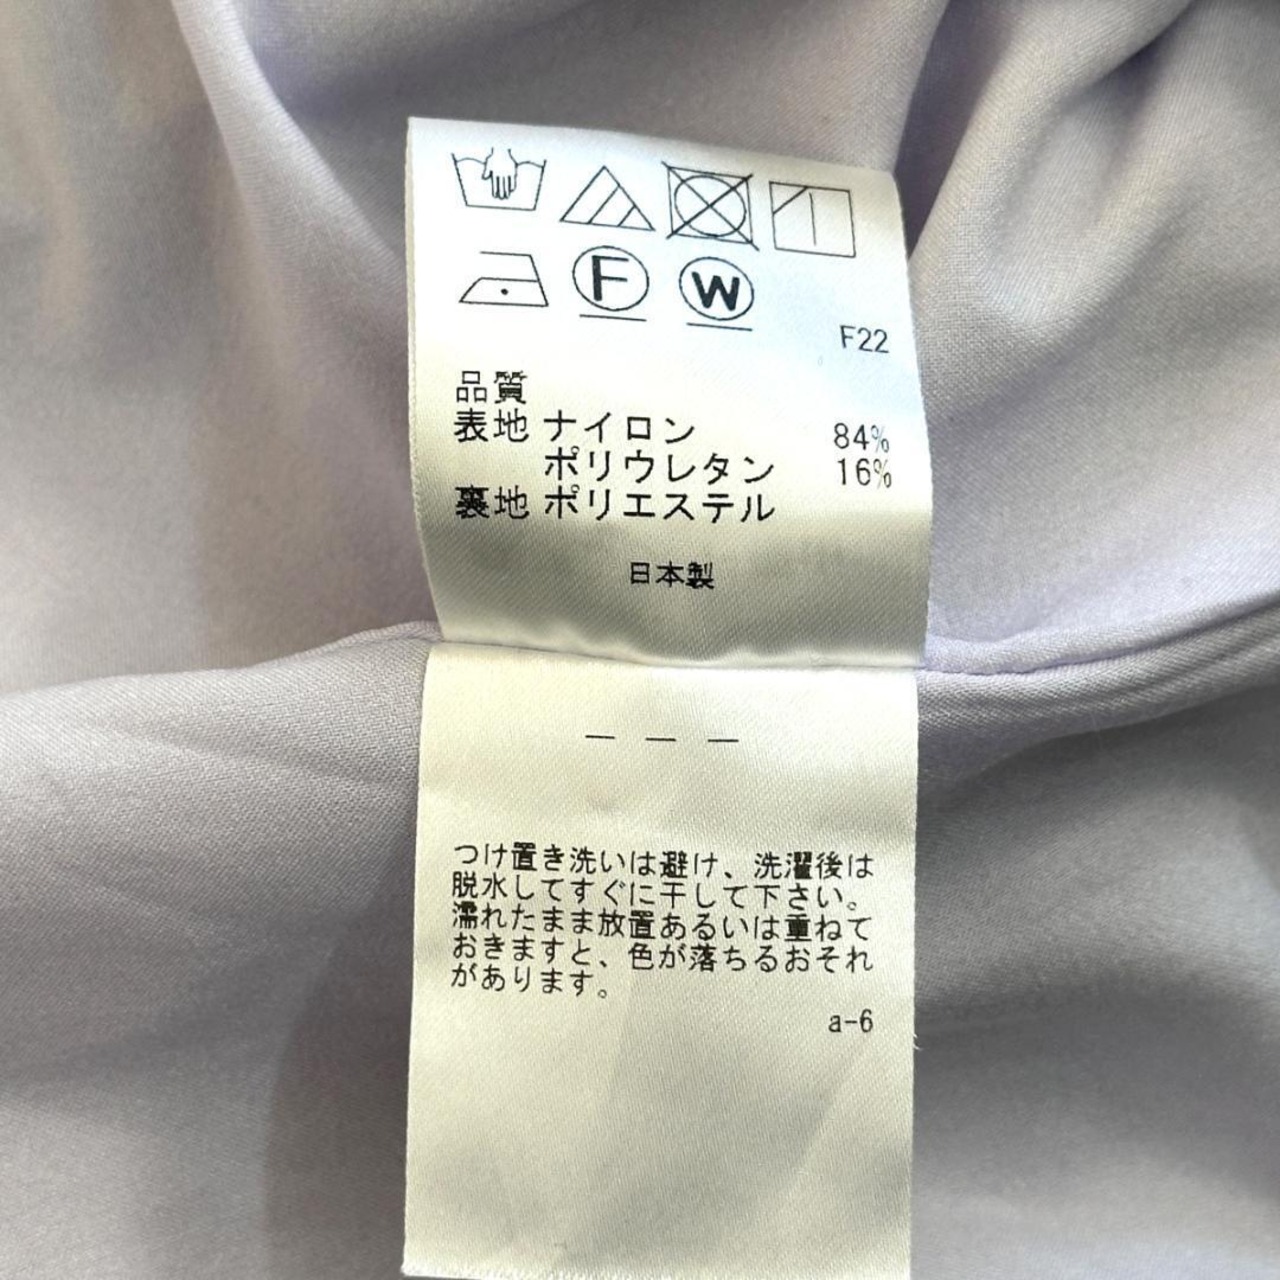 F W
F22
品質
表地 ナイロン 84%
ポリウレタン 16%
裏地 ポリエステル
日本製
— — —
つけ置き洗いは避け、洗濯後は
脱水してすぐに干して下さい。
濡れたまま放置あるいは重ねて
おきますと、色が落ちるおそれ
があります。
a-6